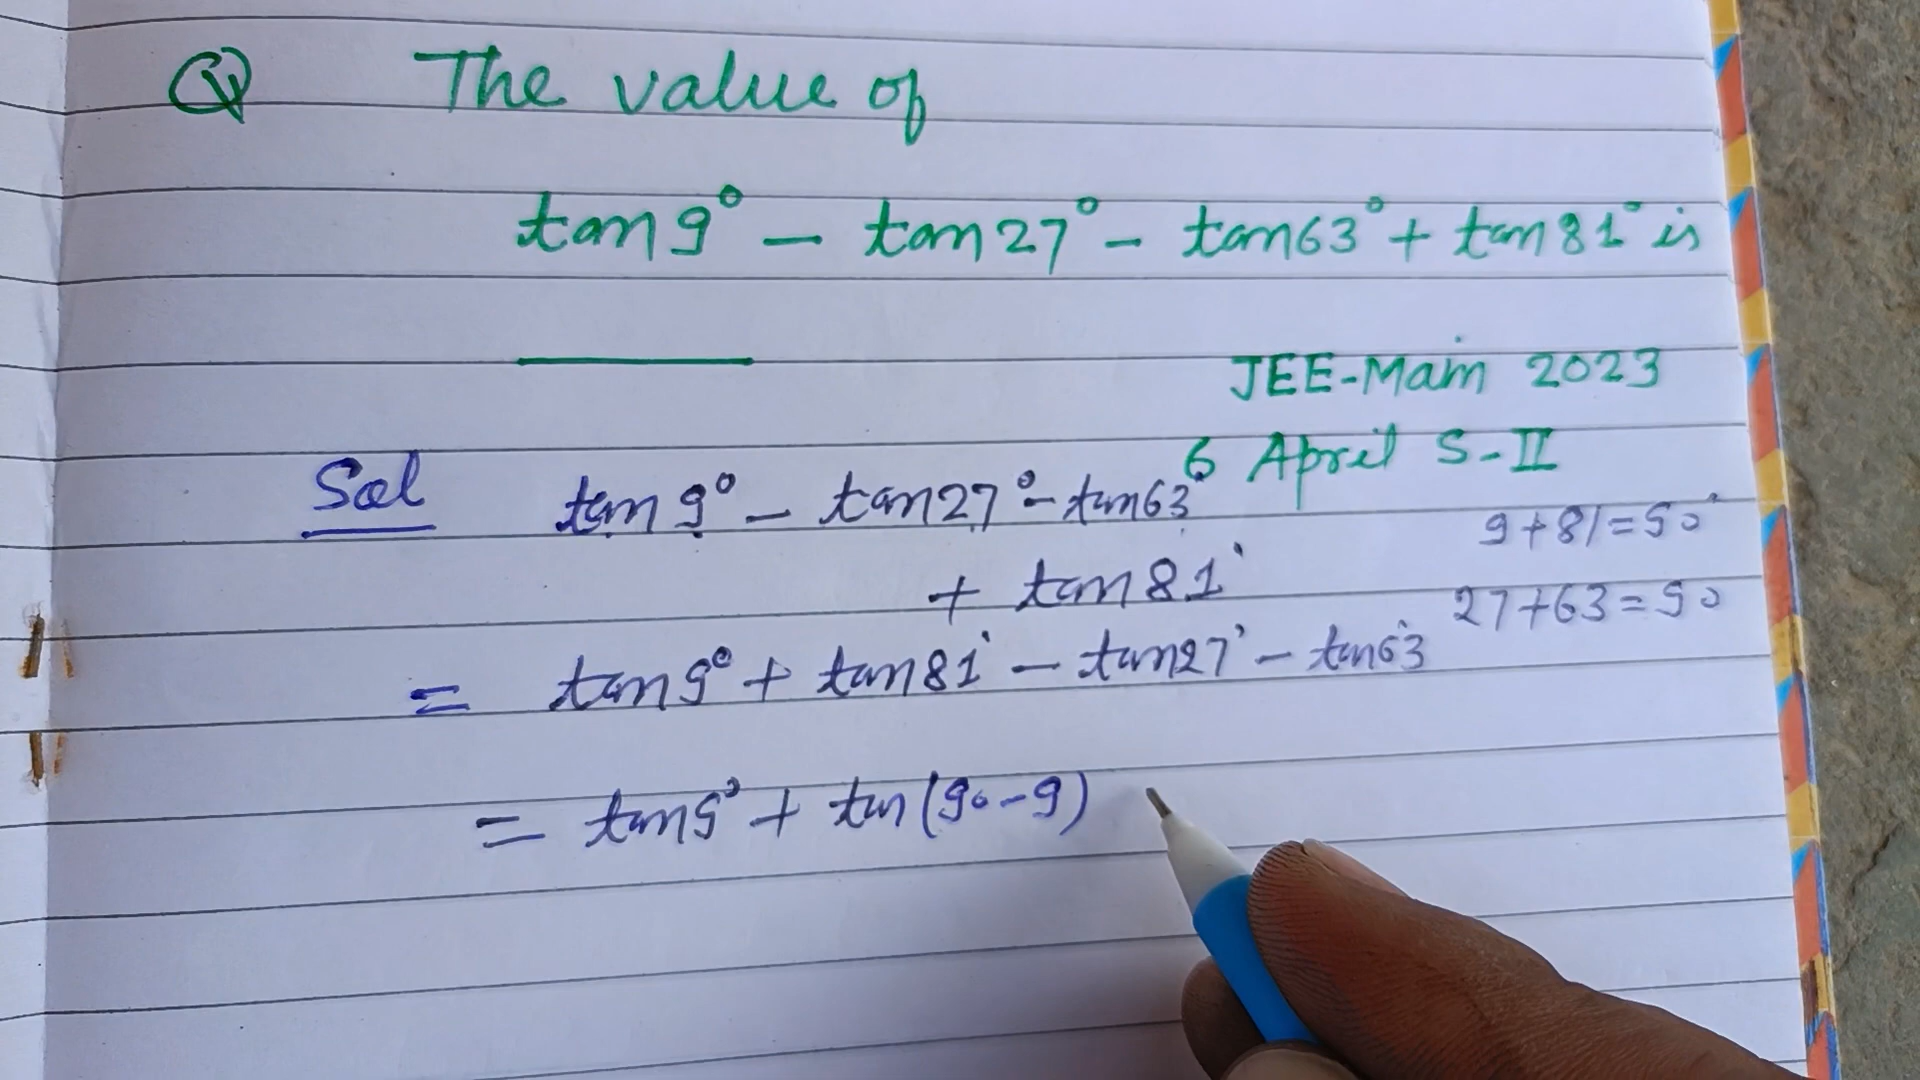 Q The value of
tan 9° - tan 27° - tan 63° + tan 81° is
______
JEE-Main 2023
6 April S-II
Sol tan 9° - tan 27° - tan 63°
+ tan 81°
9 + 81 = 90°
27 + 63 = 90
= tan 9° + tan 81° - tan 27° - tan 63
= tan 9° + tan (90 - 9)